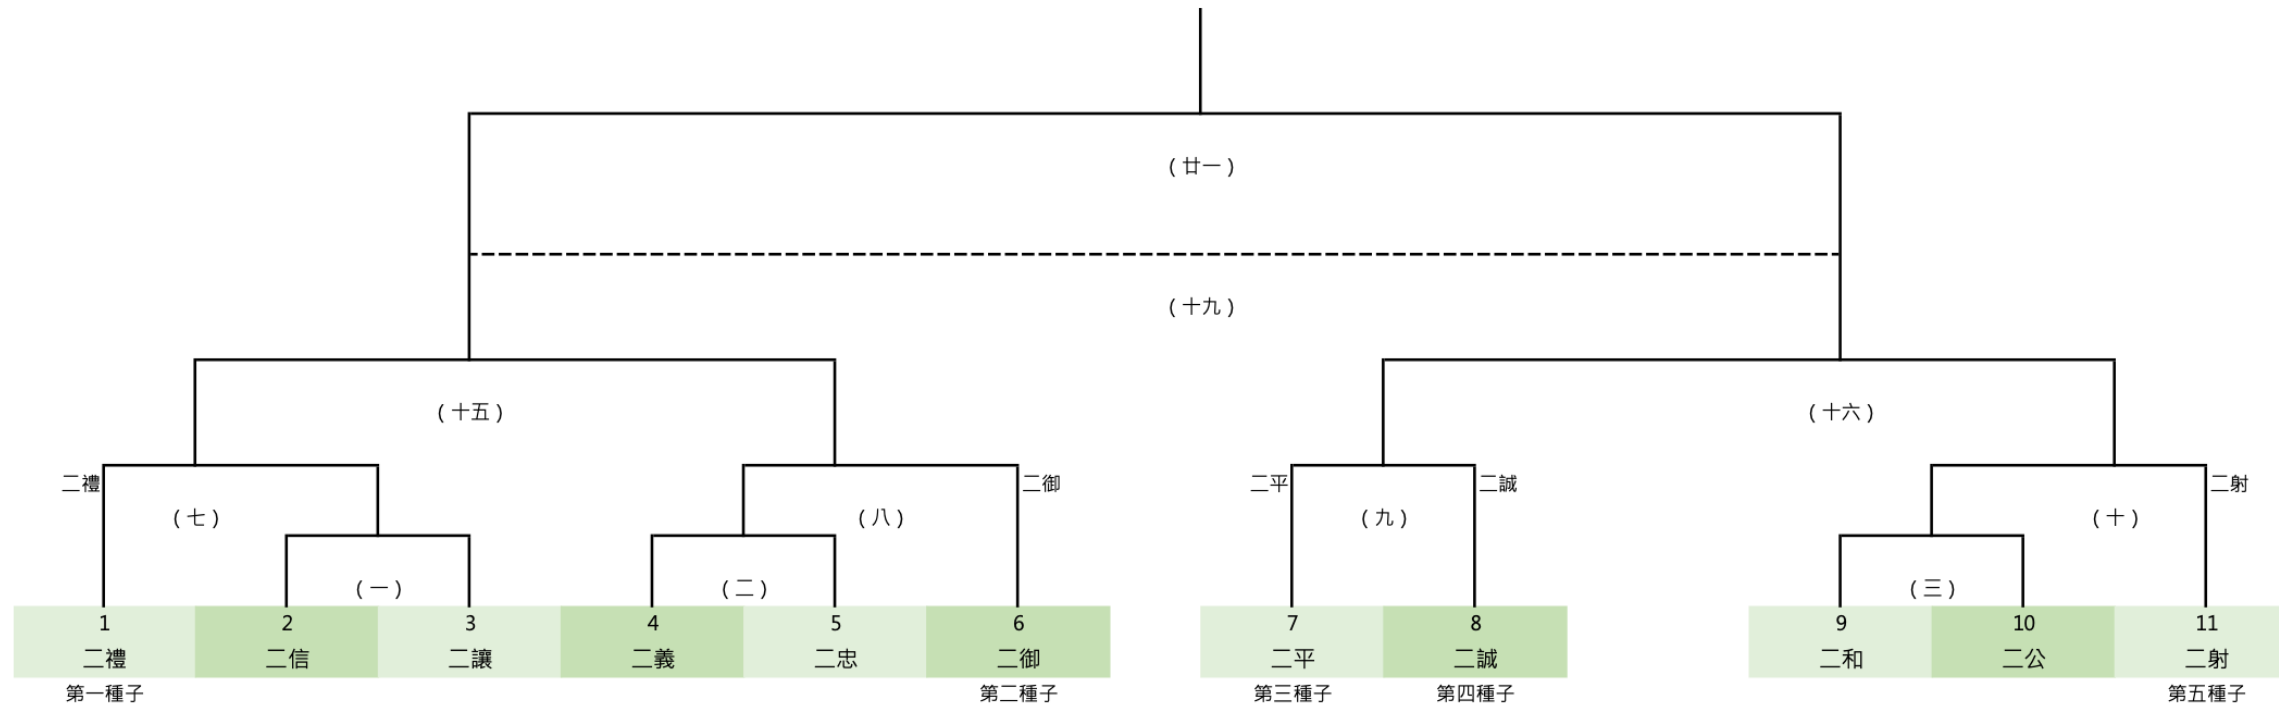 (廿一)
(十九)
(十五) (十六)
二禮 二御 二平 二誠 二射
(七) (八) (九) (十)
(一) (二) (三)
1 2 3 4 5 6 7 8 9 10 11
二禮 二信 二讓 二義 二忠 二御 二平 二誠 二和 二公 二射
第一種子 第二種子 第三種子 第四種子 第五種子